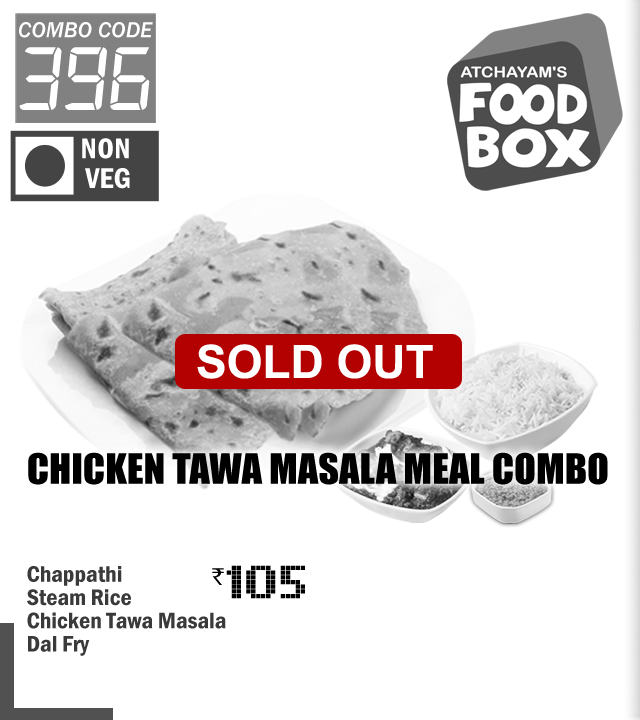 COMBO CODE
396
NON
VEG
ATCHAYAM'S
FOOD
BOX
SOLD OUT
CHICKEN TAWA MASALA MEAL COMBO
Chappathi
Steam Rice
Chicken Tawa Masala
Dal Fry
₹105